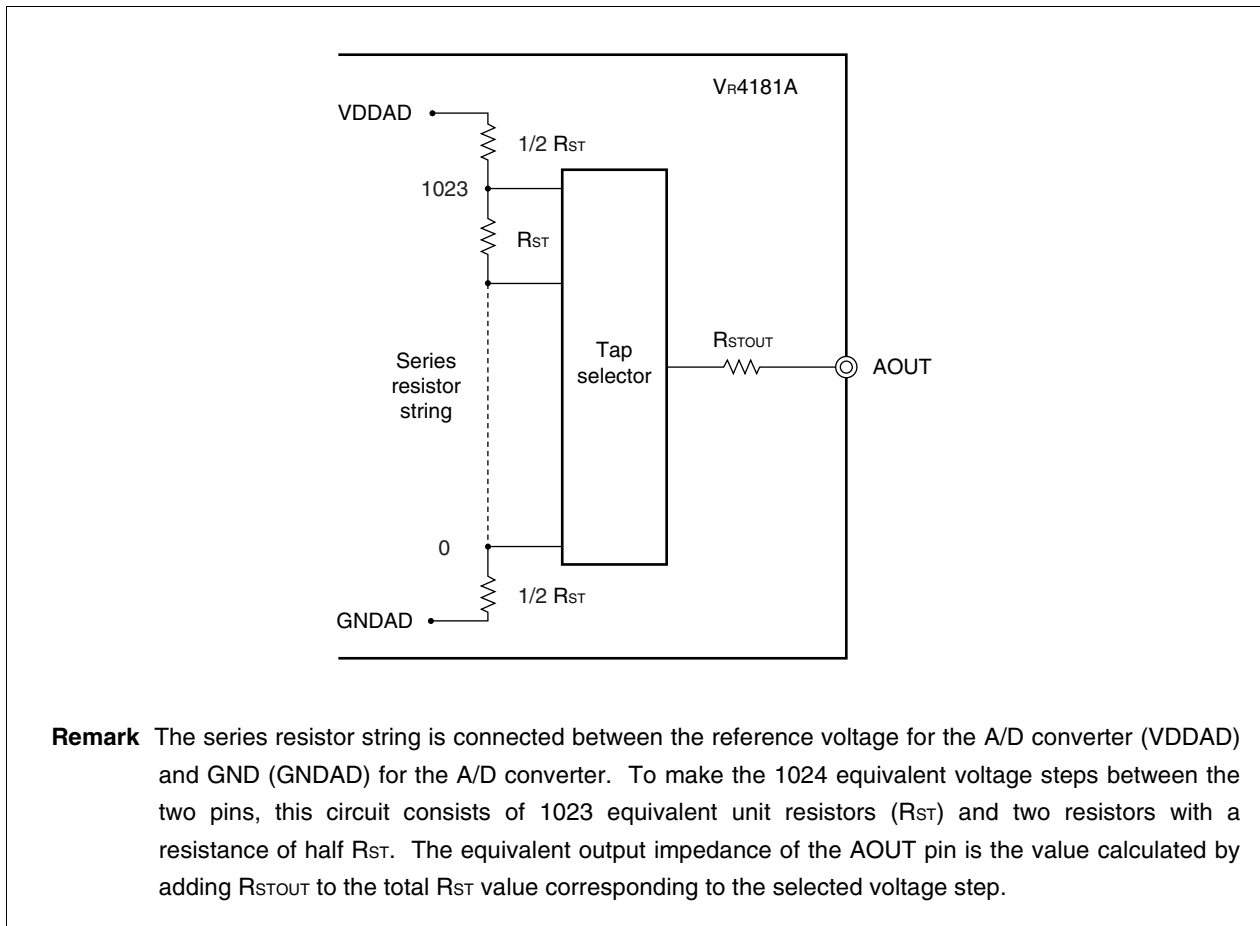 VR4181A
VDDAD
1/2 RST
1023
RST
Series
resistor
string
Tap
selector
RSTOUT
AOUT
0
1/2 RST
GNDAD
Remark The series resistor string is connected between the reference voltage for the A/D converter (VDDAD)
and GND (GNDAD) for the A/D converter. To make the 1024 equivalent voltage steps between the
two pins, this circuit consists of 1023 equivalent unit resistors (RST) and two resistors with a
resistance of half RST. The equivalent output impedance of the AOUT pin is the value calculated by
adding RSTOUT to the total RST value corresponding to the selected voltage step.